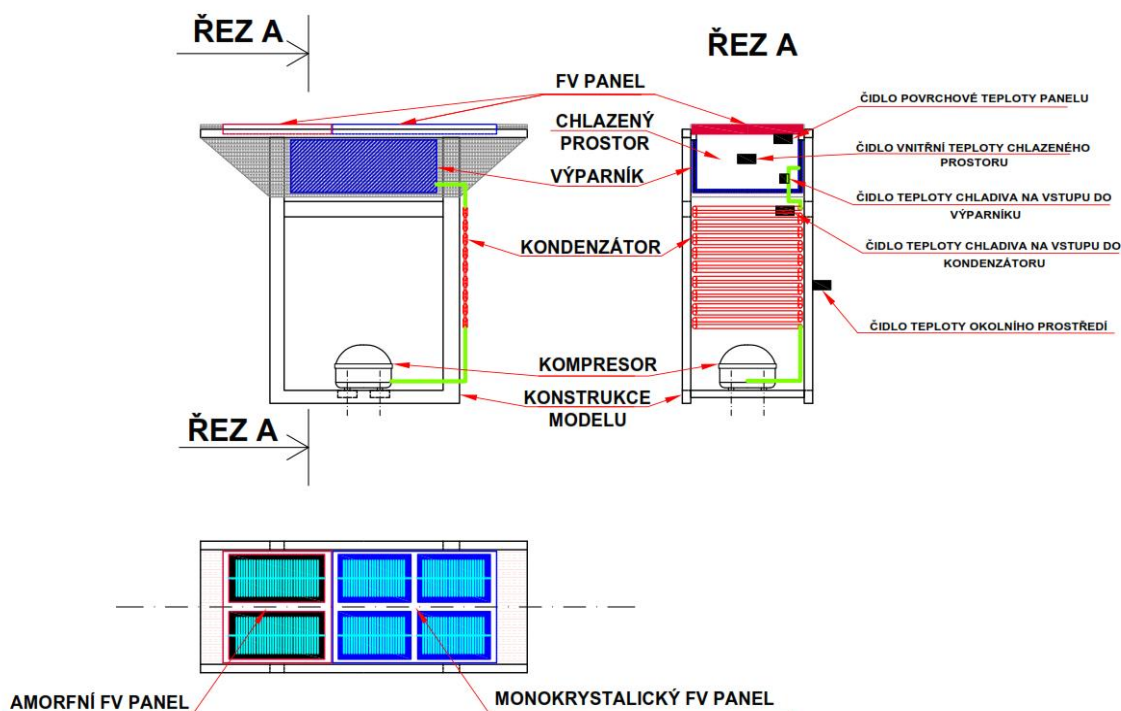 ŘEZ A
ŘEZ A
FV PANEL
CHLAZENÝ
PROSTOR
VÝPARNÍK
KONDENZÁTOR
KOMPRESOR
KONSTRUKCE
MODELU
ČIDLO POVRCHOVÉ TEPLOTY PANELU
ČIDLO VNITŘNÍ TEPLOTY CHLAZENÉHO
PROSTORU
ČIDLO TEPLOTY CHLADIVA NA VSTUPU DO
VÝPARNÍKU
ČIDLO TEPLOTY CHLADIVA NA VSTUPU DO
KONDENZÁTORU
ČIDLO TEPLOTY OKOLNÍHO PROSTŘEDÍ
ŘEZ A
AMORFNÍ FV PANEL
MONOKRYSTALICKÝ FV PANEL